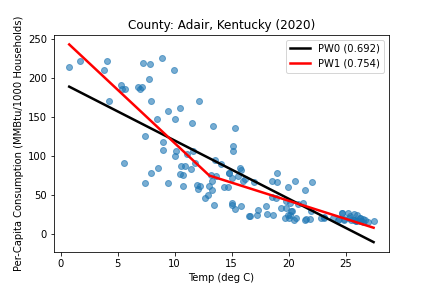 County: Adair, Kentucky (2020)
Per-Capita Consumption (MMBtu/1000 Households)
250
200
150
100
50
0
PW0 (0.692)
PW1 (0.754)
0 5 10 15 20 25
Temp (deg C)